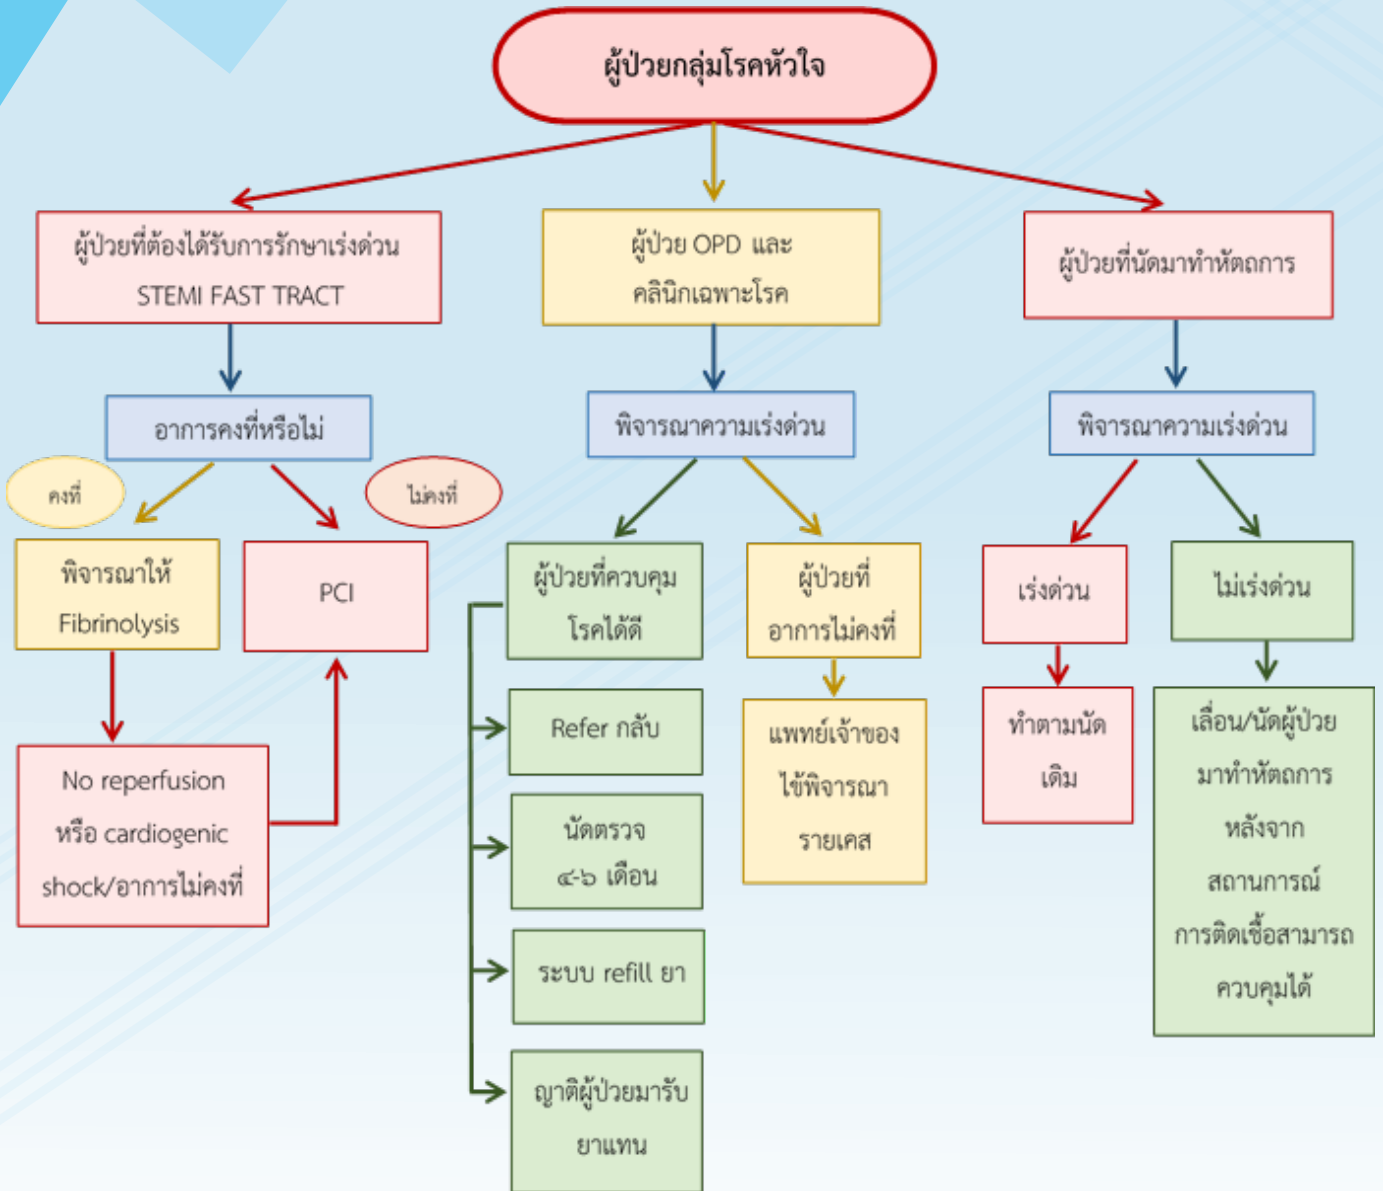 ผู้ป่วยกลุ่มโรคหัวใจ
ผู้ป่วยที่ต้องได้รับการรักษาเร่งด่วน
STEMI FAST TRACT
ผู้ป่วย OPD และ
คลินิกเฉพาะโรค
ผู้ป่วยที่นัดมาทำหัตถการ
อาการคงที่หรือไม่
พิจารณาความเร่งด่วน
พิจารณาความเร่งด่วน
คงที่
ไม่คงที่
พิจารณาให้
Fibrinolysis
PCI
ผู้ป่วยที่ควบคุม
โรคได้ดี
ผู้ป่วยที่
อาการไม่คงที่
เร่งด่วน
ไม่เร่งด่วน
No reperfusion
หรือ cardiogenic
shock/อาการไม่คงที่
Refer กลับ
นัดตรวจ
๔-๖ เดือน
ระบบ refill ยา
ญาติผู้ป่วยมารับ
ยาแทน
แพทย์เจ้าของ
ไข้พิจารณา
รายเคส
ทำตามนัด
เดิม
เลื่อน/นัดผู้ป่วย
มาทำหัตถการ
หลังจาก
สถานการณ์
การติดเชื้อสามารถ
ควบคุมได้